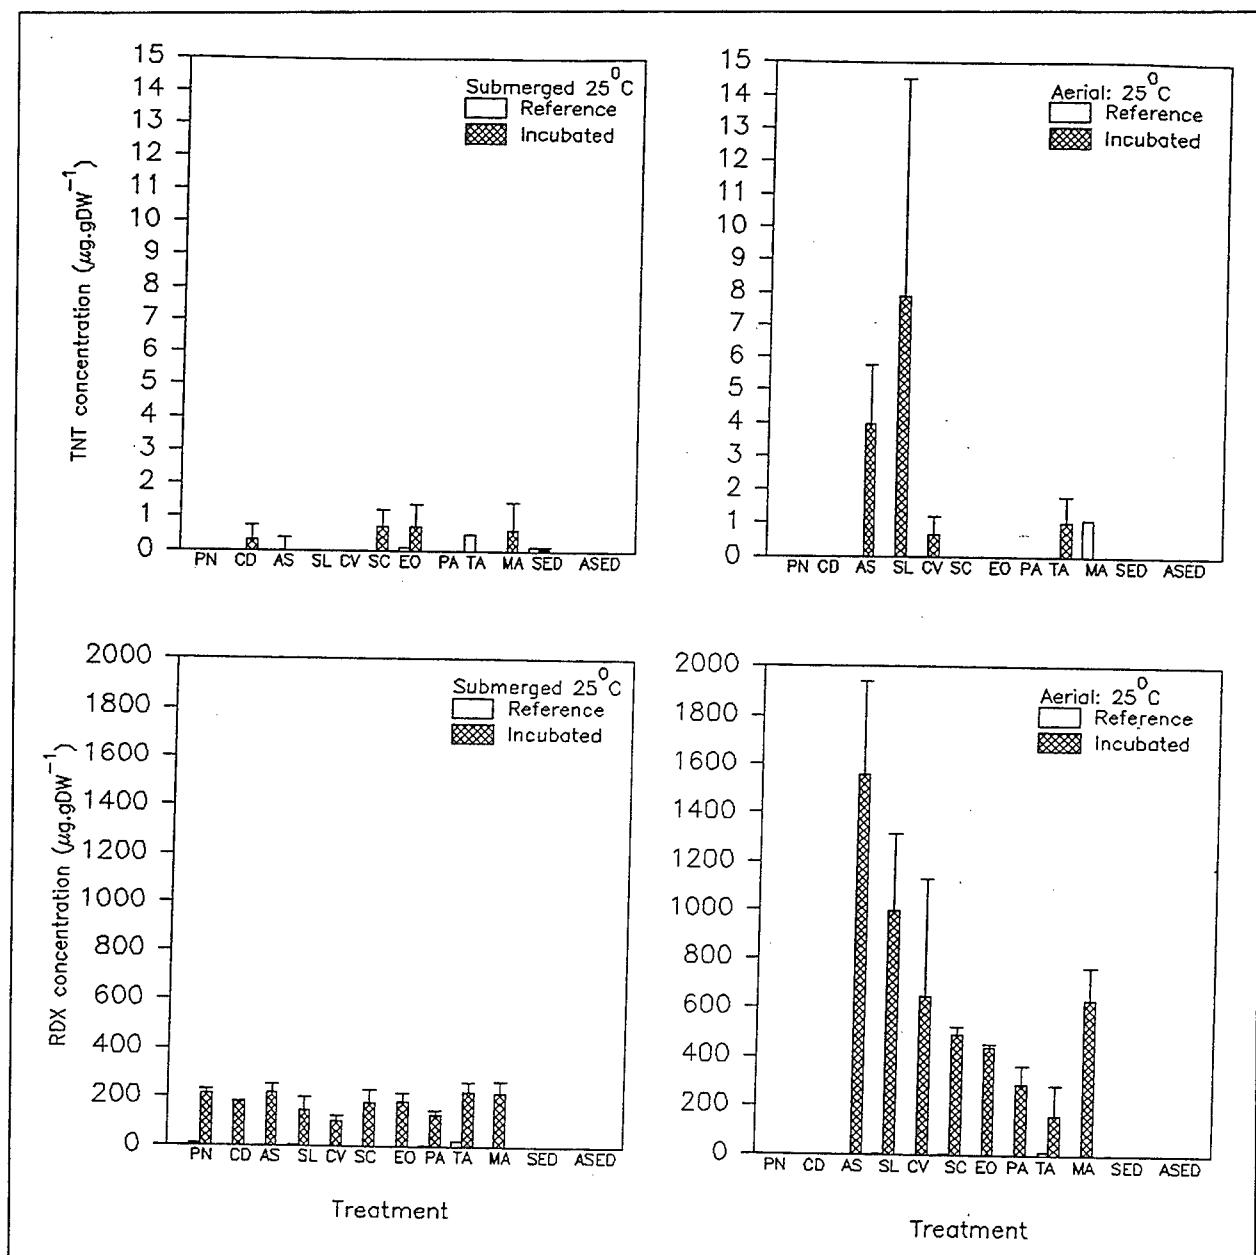 TNT concentration (μg.gDW⁻¹)
15
14
13
12
11
10
9
8
7
6
5
4
3
2
1
0
Submerged 25°C
Reference
Incubated
PN CD AS SL CV SC EO PA TA MA SED ASED
15
14
13
12
11
10
9
8
7
6
5
4
3
2
1
0
Aerial: 25°
Reference
Incubated
PN CD AS SL CV SC EO PA TA MA SED ASED
RDX concentration (μg.gDW⁻¹)
2000
1800
1600
1400
1200
1000
800
600
400
200
0
Submerged 25°C
Reference
Incubated
PN CD AS SL CV SC EO PA TA MA SED ASED
Treatment
2000
1800
1600
1400
1200
1000
800
600
400
200
0
Aerial: 25°C
Reference
Incubated
PN CD AS SL CV SC EO PA TA MA SED ASED
Treatment